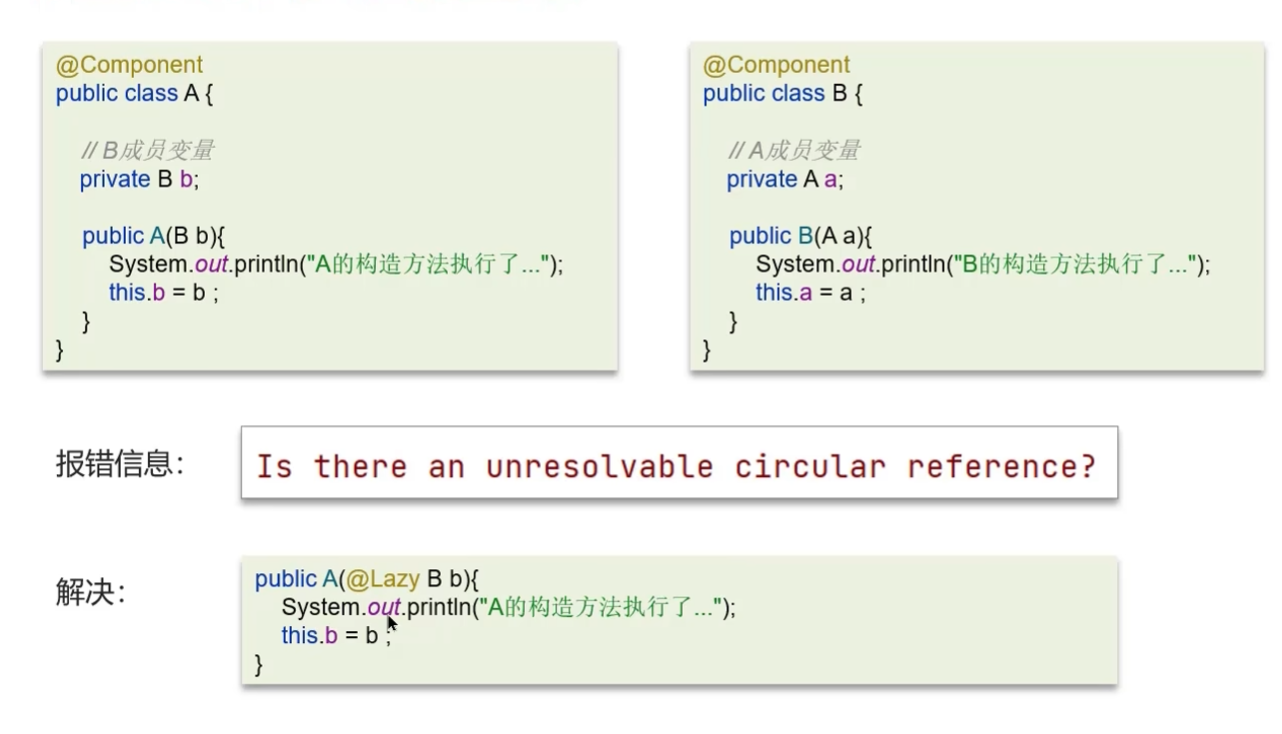 @Component
public class A {
// B成员变量
private B b;
public A(B b){
System.out.println("A的构造方法执行了...");
this.b = b ;
}
}
@Component
public class B {
// A成员变量
private A a;
public B(A a){
System.out.println("B的构造方法执行了...");
this.a = a ;
}
}
报错信息：
Is there an unresolvable circular reference?
解决：
public A(@Lazy B b){
System.out.println("A的构造方法执行了...");
this.b = b ;
}